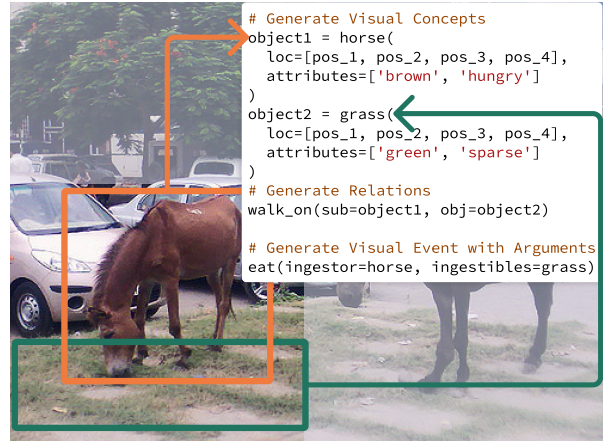 # Generate Visual Concepts
object1 = horse(
  loc=[pos_1, pos_2, pos_3, pos_4],
  attributes=['brown', 'hungry']
)
object2 = grass(
  loc=[pos_1, pos_2, pos_3, pos_4],
  attributes=['green', 'sparse']
)
# Generate Relations
walk_on(sub=object1, obj=object2)
# Generate Visual Event with Arguments
eat(ingestor=horse, ingestibles=grass)